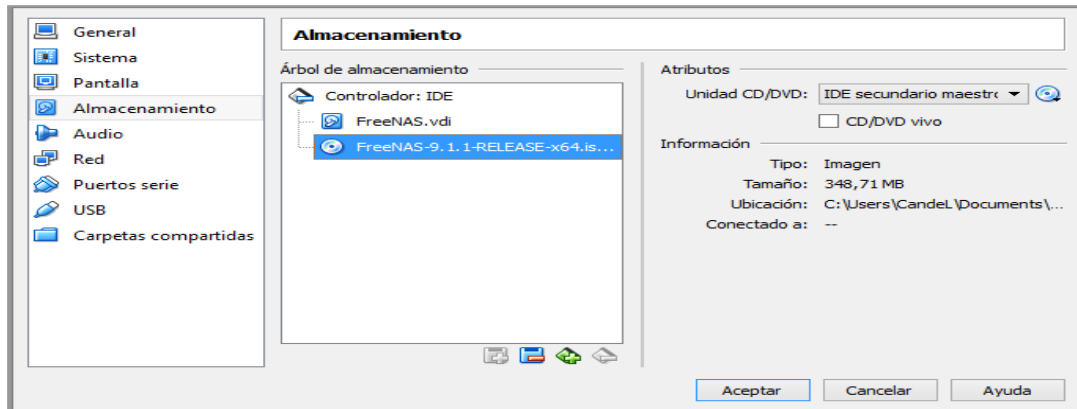 General
Sistema
Pantalla
Almacenamiento
Audio
Red
Puertos serie
USB
Carpetas compartidas
Almacenamiento
Árbol de almacenamiento
Controlador: IDE
FreeNAS.vdi
FreeNAS-9.1.1-RELEASE-x64.is...
Atributos
Unidad CD/DVD: IDE secundario maestro
CD/DVD vivo
Información
Tipo: Imagen
Tamaño: 348,71 MB
Ubicación: C:\Users\CandeL\Documents\...
Conectado a: --
Aceptar Cancelar Ayuda